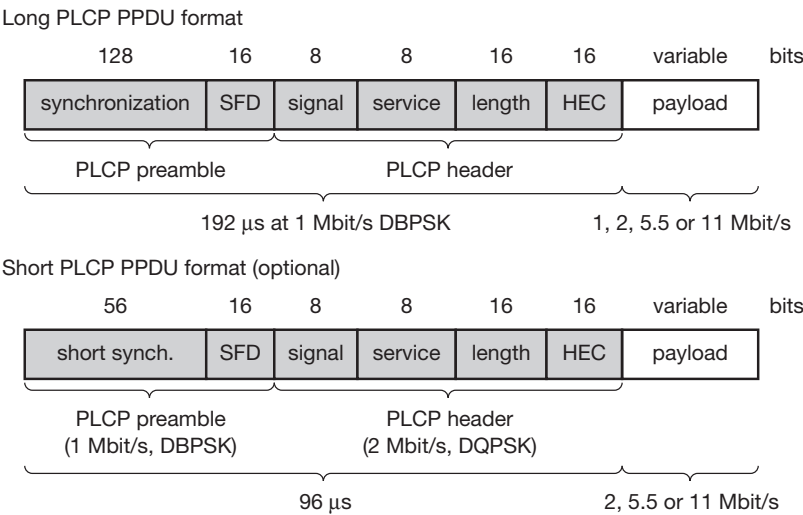 Long PLCP PPDU format
128 16 8 8 16 16 variable bits
synchronization SFD signal service length HEC payload
PLCP preamble PLCP header
192 μs at 1 Mbit/s DBPSK 1, 2, 5.5 or 11 Mbit/s
Short PLCP PPDU format (optional)
56 16 8 8 16 16 variable bits
short synch. SFD signal service length HEC payload
PLCP preamble PLCP header
(1 Mbit/s, DBPSK) (2 Mbit/s, DQPSK)
96 μs 2, 5.5 or 11 Mbit/s